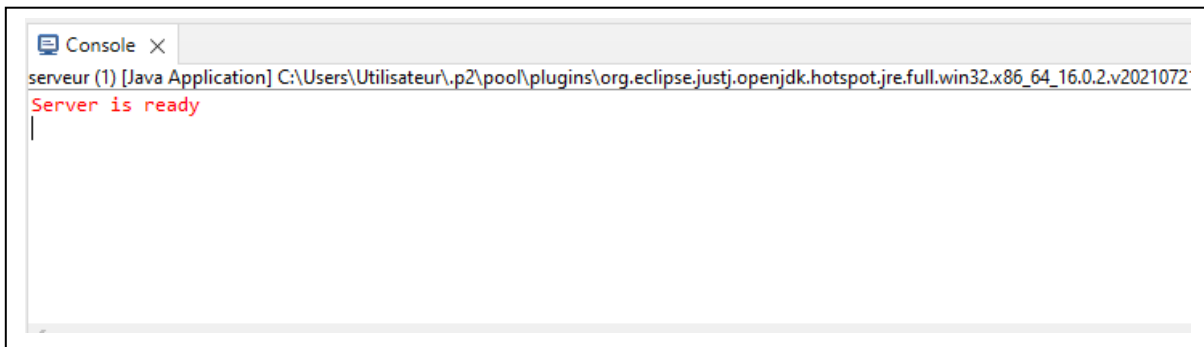 Console
serveur (1) [Java Application] C:\Users\Utilisateur\.p2\pool\plugins\org.eclipse.justj.openjdk.hotspot.jre.full.win32.x86_64_16.0.2.v20210721
Server is ready